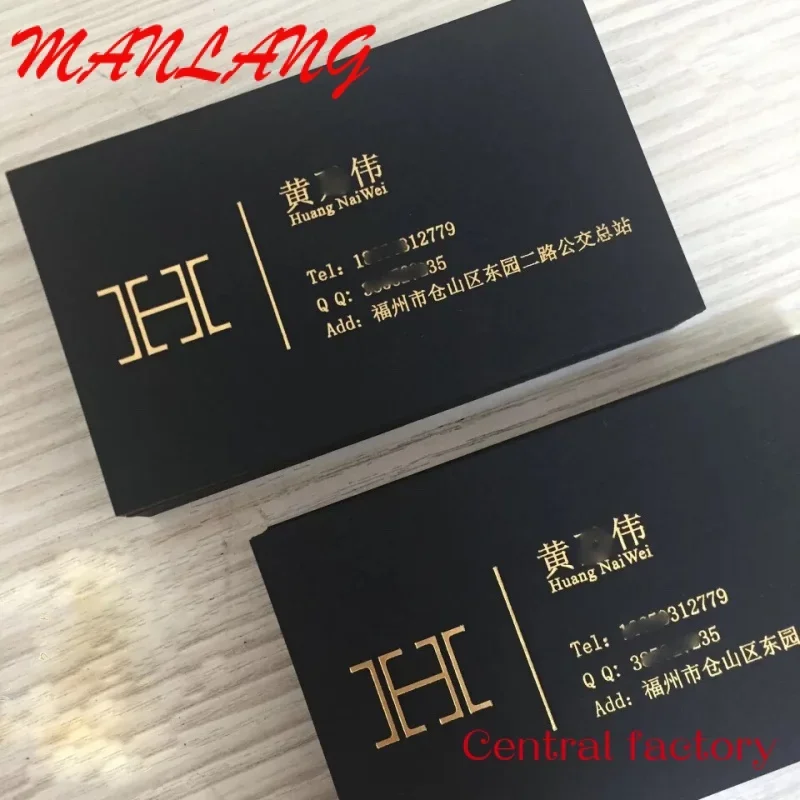 MANLANG
黄 伟
Huang NaiWei
Tel: 312779
Q Q: 35
Add: 福州市仓山区东园二路公交总站
H
黄 伟
Huang NaiWei
Tel: 312779
Q Q: 35
Add: 福州市仓山区东园
H
Central factory